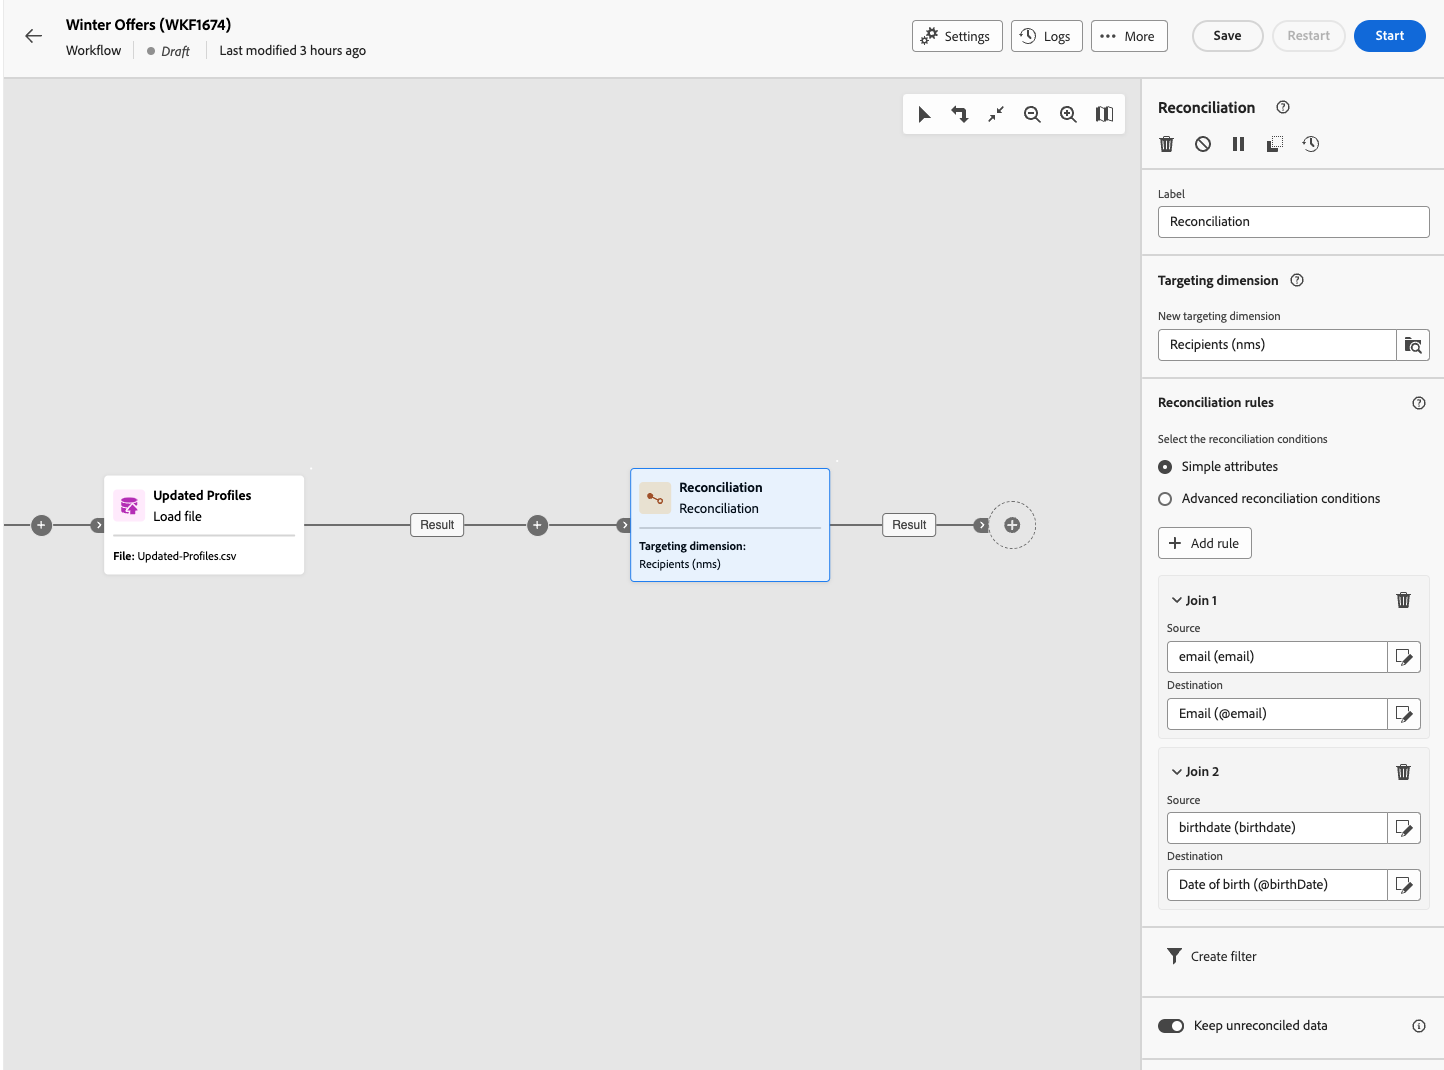 Winter Offers (WKF1674)
Workflow
Draft
Last modified 3 hours ago
Settings
Logs
More
Save
Restart
Start
Updated Profiles
Load file
File: Updated-Profiles.csv
Result
Reconciliation
Reconciliation
Targeting dimension:
Recipients (nms)
Result
Reconciliation
Label
Reconciliation
Targeting dimension
New targeting dimension
Recipients (nms)
Reconciliation rules
Select the reconciliation conditions
Simple attributes
Advanced reconciliation conditions
Add rule
Join 1
Source
email (email)
Destination
Email (@email)
Join 2
Source
birthdate (birthdate)
Destination
Date of birth (@birthDate)
Create filter
Keep unreconciled data